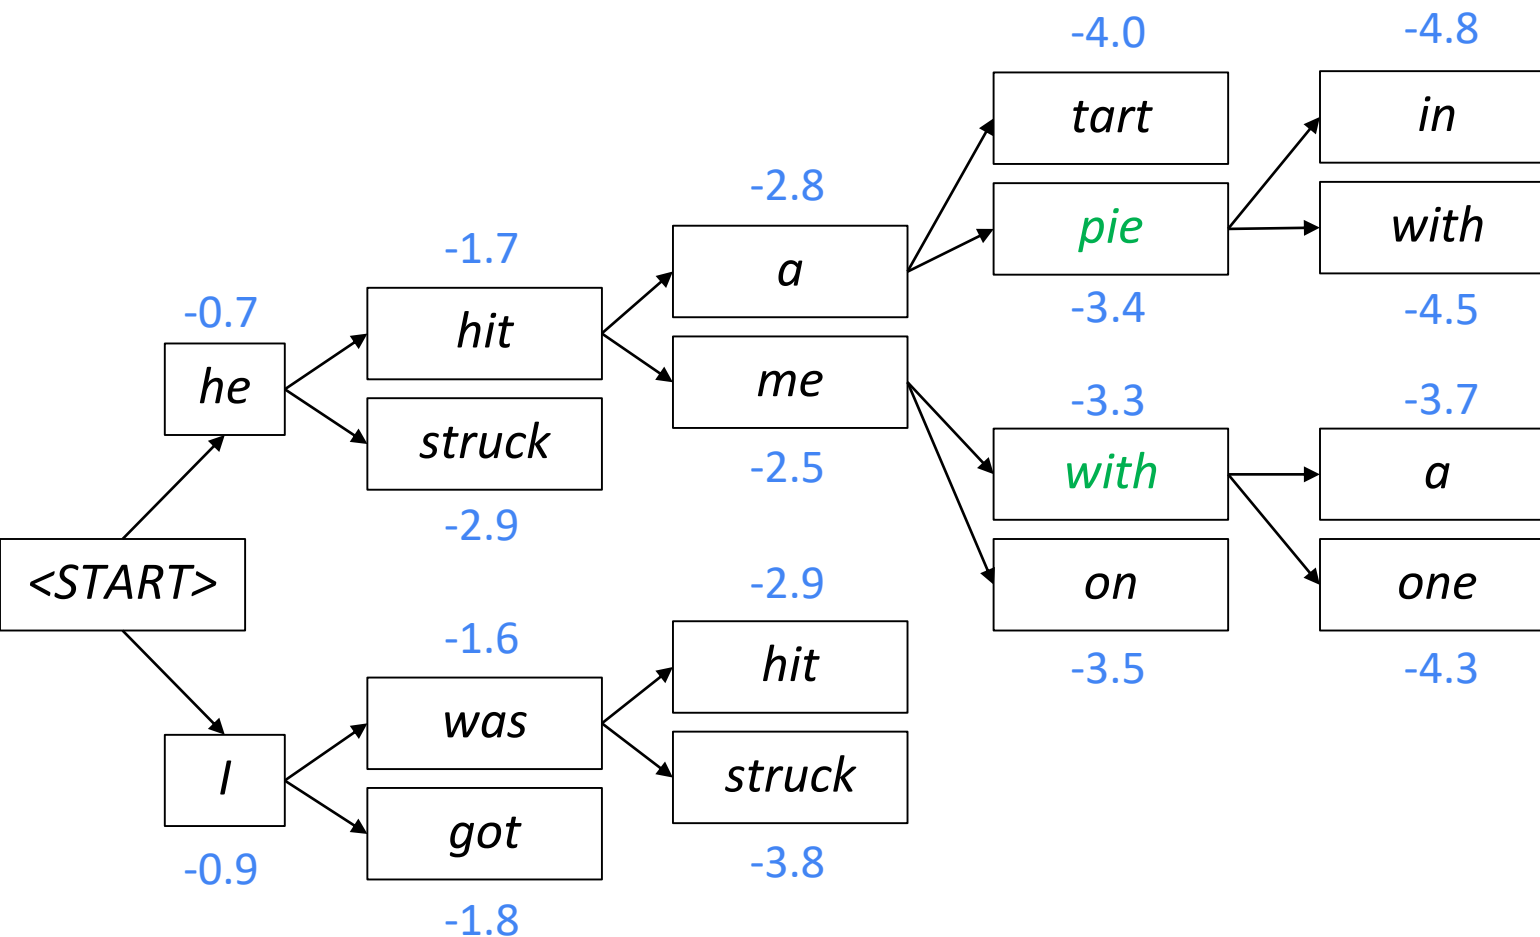 -4.0
-4.8
tart
in
-2.8
pie
with
-1.7
a
-3.4
-4.5
-0.7
hit
he
me
-3.3
-3.7
struck
-2.5
with
a
-2.9
<START>
-2.9
on
one
-1.6
hit
-3.5
-4.3
was
I
struck
got
-0.9
-3.8
-1.8